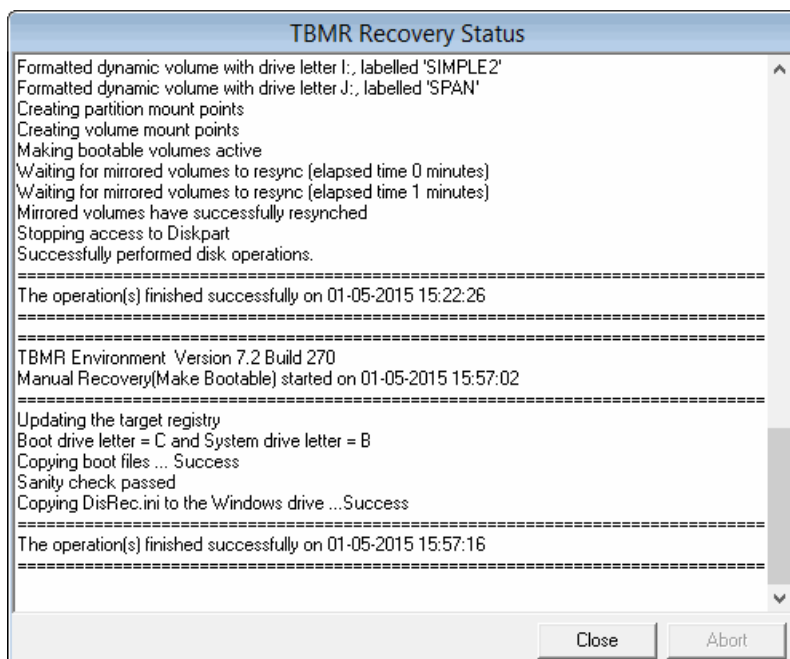 TBMR Recovery Status
Formatted dynamic volume with drive letter I:, labelled 'SIMPLE2'
Formatted dynamic volume with drive letter J:, labelled 'SPAN'
Creating partition mount points
Creating volume mount points
Making bootable volumes active
Waiting for mirrored volumes to resync (elapsed time 0 minutes)
Waiting for mirrored volumes to resync (elapsed time 1 minutes)
Mirrored volumes have successfully resynched
Stopping access to Diskpart
Successfully performed disk operations.
==============================================================================
The operation(s) finished successfully on 01-05-2015 15:22:26
==============================================================================
==============================================================================
TBMR Environment  Version 7.2 Build 270
Manual Recovery(Make Bootable) started on 01-05-2015 15:57:02
==============================================================================
Updating the target registry
Boot drive letter = C and System drive letter = B
Copying boot files ... Success
Sanity check passed
Copying DisRec.ini to the Windows drive ...Success
==============================================================================
The operation(s) finished successfully on 01-05-2015 15:57:16
==============================================================================
Close
Abort